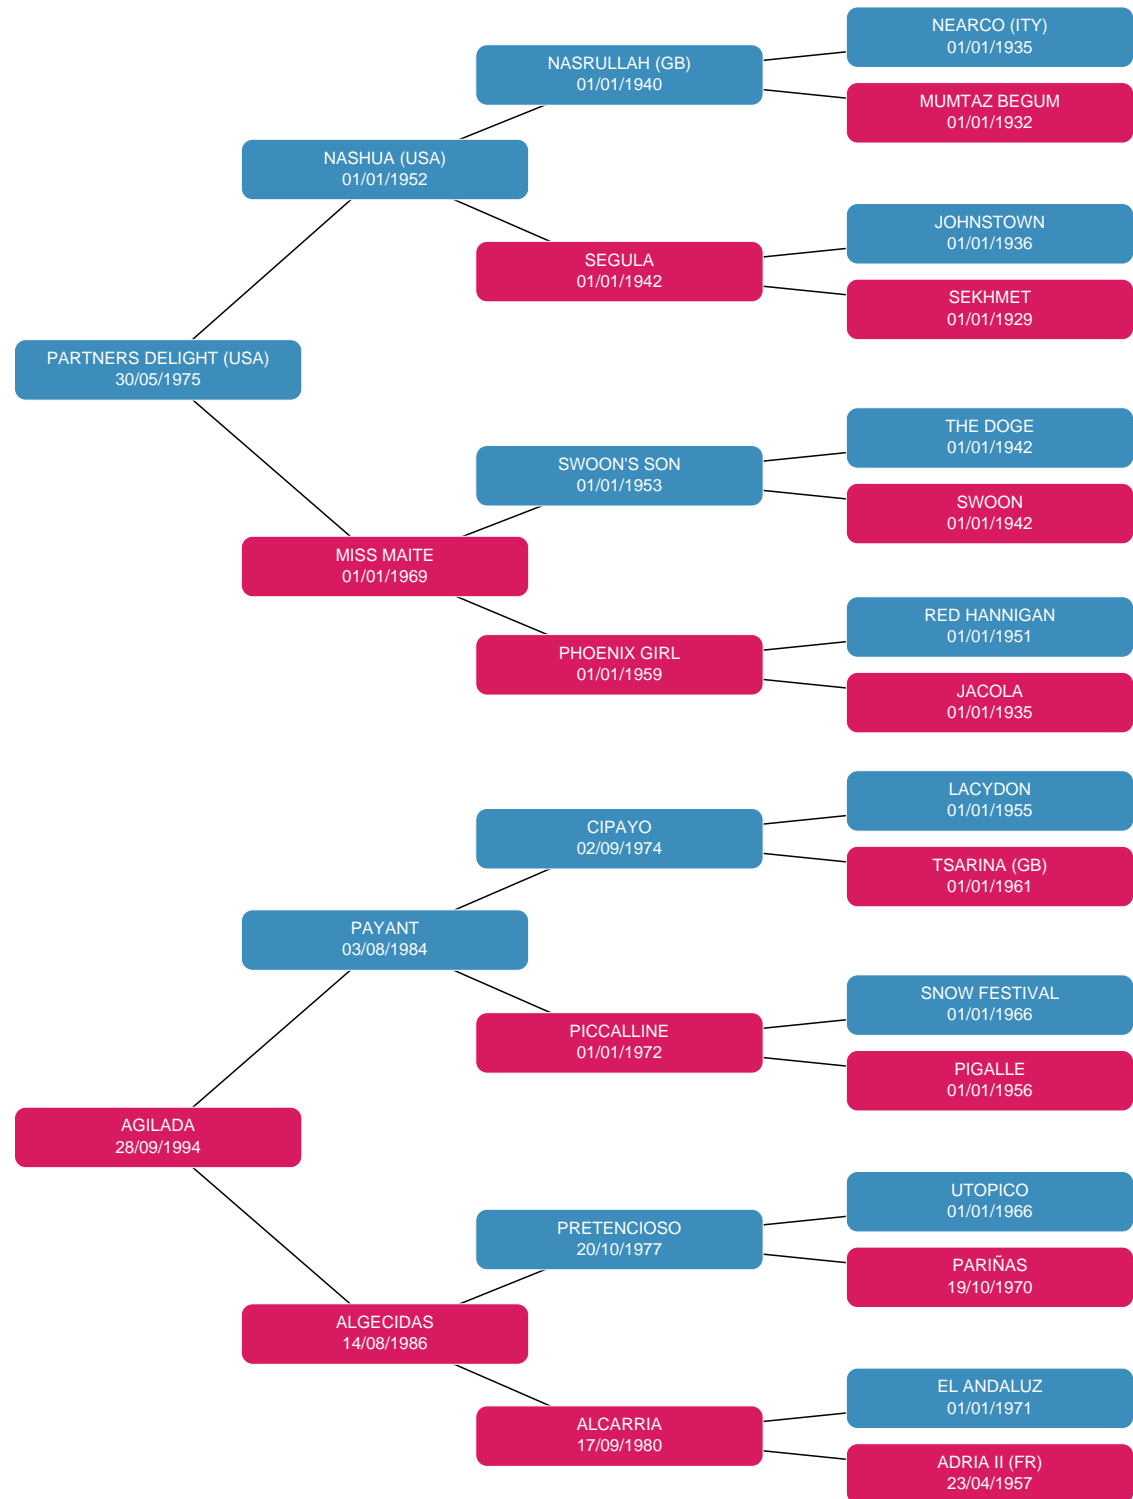 NEARCO (ITY)
01/01/1935
NASRULLAH (GB)
01/01/1940
MUMTAZ BEGUM
01/01/1932
NASHUA (USA)
01/01/1952
JOHNSTOWN
01/01/1936
SEGULA
01/01/1942
SEKHMET
01/01/1929
PARTNERS DELIGHT (USA)
30/05/1975
THE DOGE
01/01/1942
SWOON'S SON
01/01/1953
SWOON
01/01/1942
MISS MAITE
01/01/1969
RED HANNIGAN
01/01/1951
PHOENIX GIRL
01/01/1959
JACOLA
01/01/1935
LACYDON
01/01/1955
CIPAYO
02/09/1974
TSARINA (GB)
01/01/1961
PAYANT
03/08/1984
SNOW FESTIVAL
01/01/1966
PICCALLINE
01/01/1972
PIGALLE
01/01/1956
AGILADA
28/09/1994
UTOPICO
01/01/1966
PRETENCIOSO
20/10/1977
PARIÑAS
19/10/1970
ALGECIDAS
14/08/1986
EL ANDALUZ
01/01/1971
ALCARRIA
17/09/1980
ADRIA II (FR)
23/04/1957